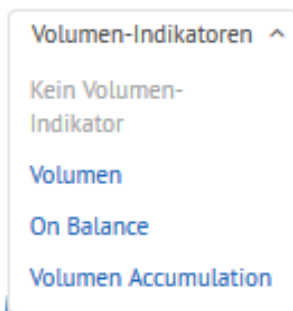 Volumen-Indikatoren
Kein Volumen-
Indikator
Volumen
On Balance
Volumen Accumulation